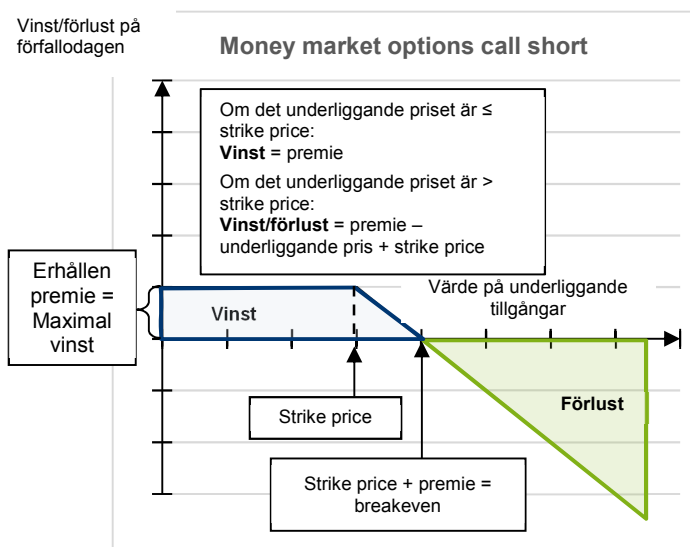 Vinst/förlust på
förfallodagen
Money market options call short
Om det underliggande priset är ≤
strike price:
Vinst = premie
Om det underliggande priset är >
strike price:
Vinst/förlust = premie –
underliggande pris + strike price
Erhållen
premie =
Maximal
vinst
Vinst
Värde på underliggande
tillgångar
Förlust
Strike price
Strike price + premie =
breakeven